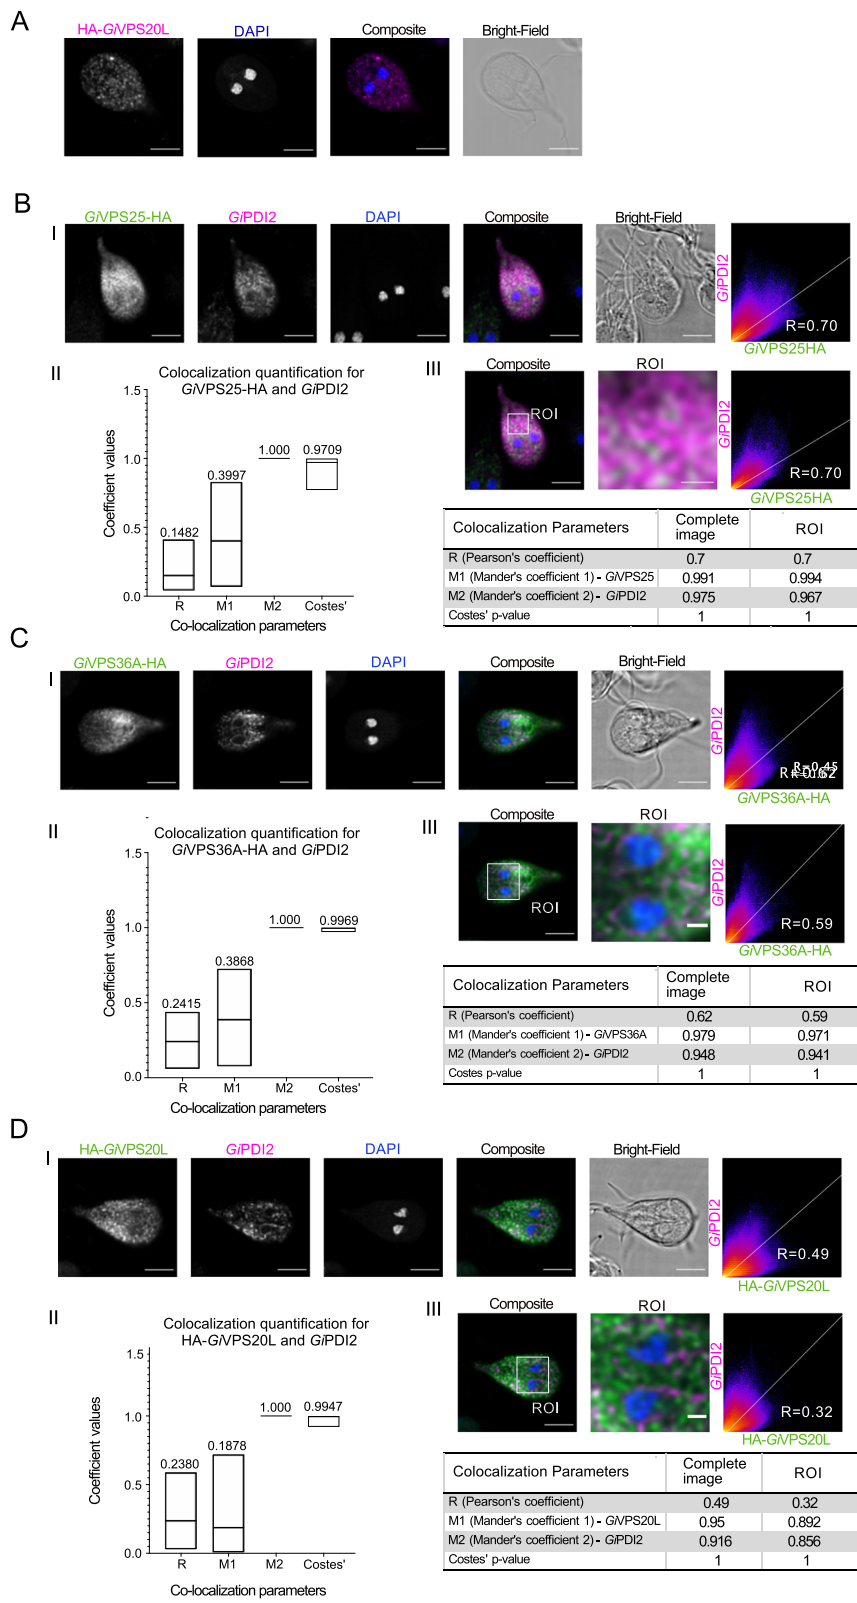 A
HA-GiVPS20L DAPI Composite Bright-Field
B
I
GiVPS25-HA GiPDI2 DAPI Composite Bright-Field
GiPDI2
R=0.70
GiVPS25HA
II
Colocalization quantification for
GiVPS25-HA and GiPDI2
Coefficient values
1.5
1.0
0.5
0.0
0.1482
0.3997
1.000
0.9709
R M1 M2 Costes'
Co-localization parameters
III
Composite ROI
ROI
GiPDI2
R=0.70
GiVPS25HA
Colocalization Parameters Complete image ROI
R (Pearson's coefficient) 0.7 0.7
M1 (Mander's coefficient 1) - GiVPS25 0.991 0.994
M2 (Mander's coefficient 2) - GiPDI2 0.975 0.967
Costes' p-value 1 1
C
I
GiVPS36A-HA GiPDI2 DAPI Composite Bright-Field
GiPDI2
R=0.45
R=0.62
GiVPS36A-HA
II
Colocalization quantification for
GiVPS36A-HA and GiPDI2
Coefficient values
1.5
1.0
0.5
0.0
0.2415
0.3868
1.000
0.9969
R M1 M2 Costes'
Co-localization parameters
III
Composite ROI
ROI
GiPDI2
R=0.59
GiVPS36A-HA
Colocalization Parameters Complete image ROI
R (Pearson's coefficient) 0.62 0.59
M1 (Mander's coefficient 1) - GiVPS36A 0.979 0.971
M2 (Mander's coefficient 2) - GiPDI2 0.948 0.941
Costes p-value 1 1
D
I
HA-GiVPS20L GiPDI2 DAPI Composite Bright-Field
GiPDI2
R=0.49
HA-GiVPS20L
II
Colocalization quantification for
HA-GiVPS20L and GiPDI2
Coefficient values
1.5
1.0
0.5
0.0
0.2380
0.1878
1.000
0.9947
R M1 M2 Costes'
Co-localization parameters
III
Composite ROI
ROI
GiPDI2
R=0.32
HA-GiVPS20L
Colocalization Parameters Complete image ROI
R (Pearson's coefficient) 0.49 0.32
M1 (Mander's coefficient 1) - GiVPS20L 0.95 0.892
M2 (Mander's coefficient 2) - GiPDI2 0.916 0.856
Costes' p-value 1 1